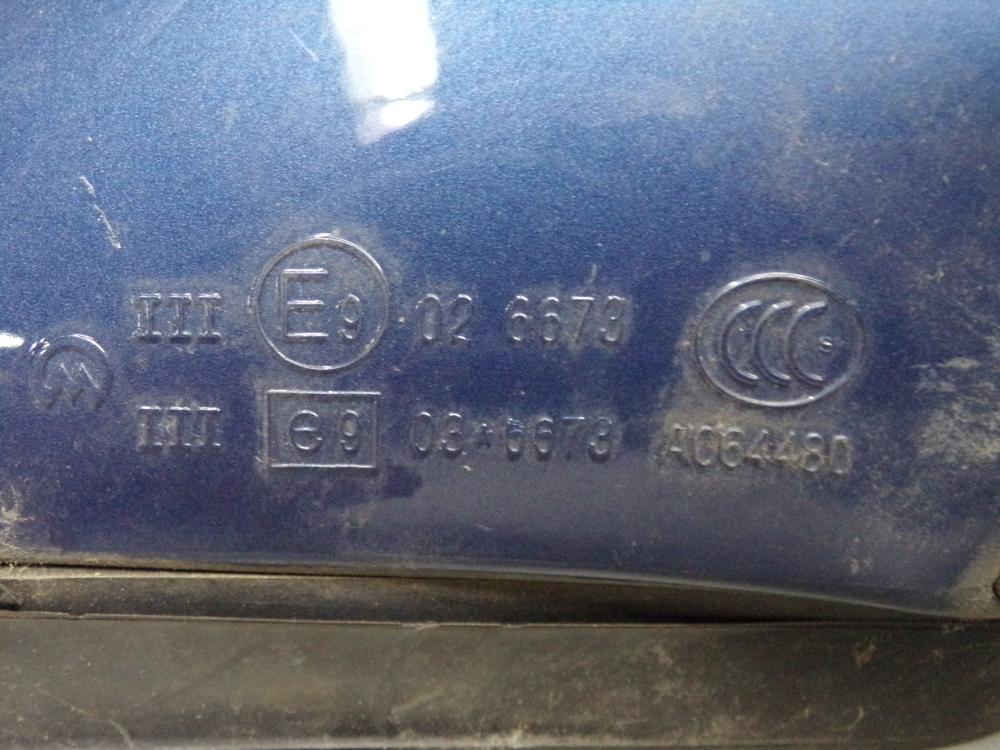 III E9 02 6673
M
III e9 03*6673
CCC S
A064480